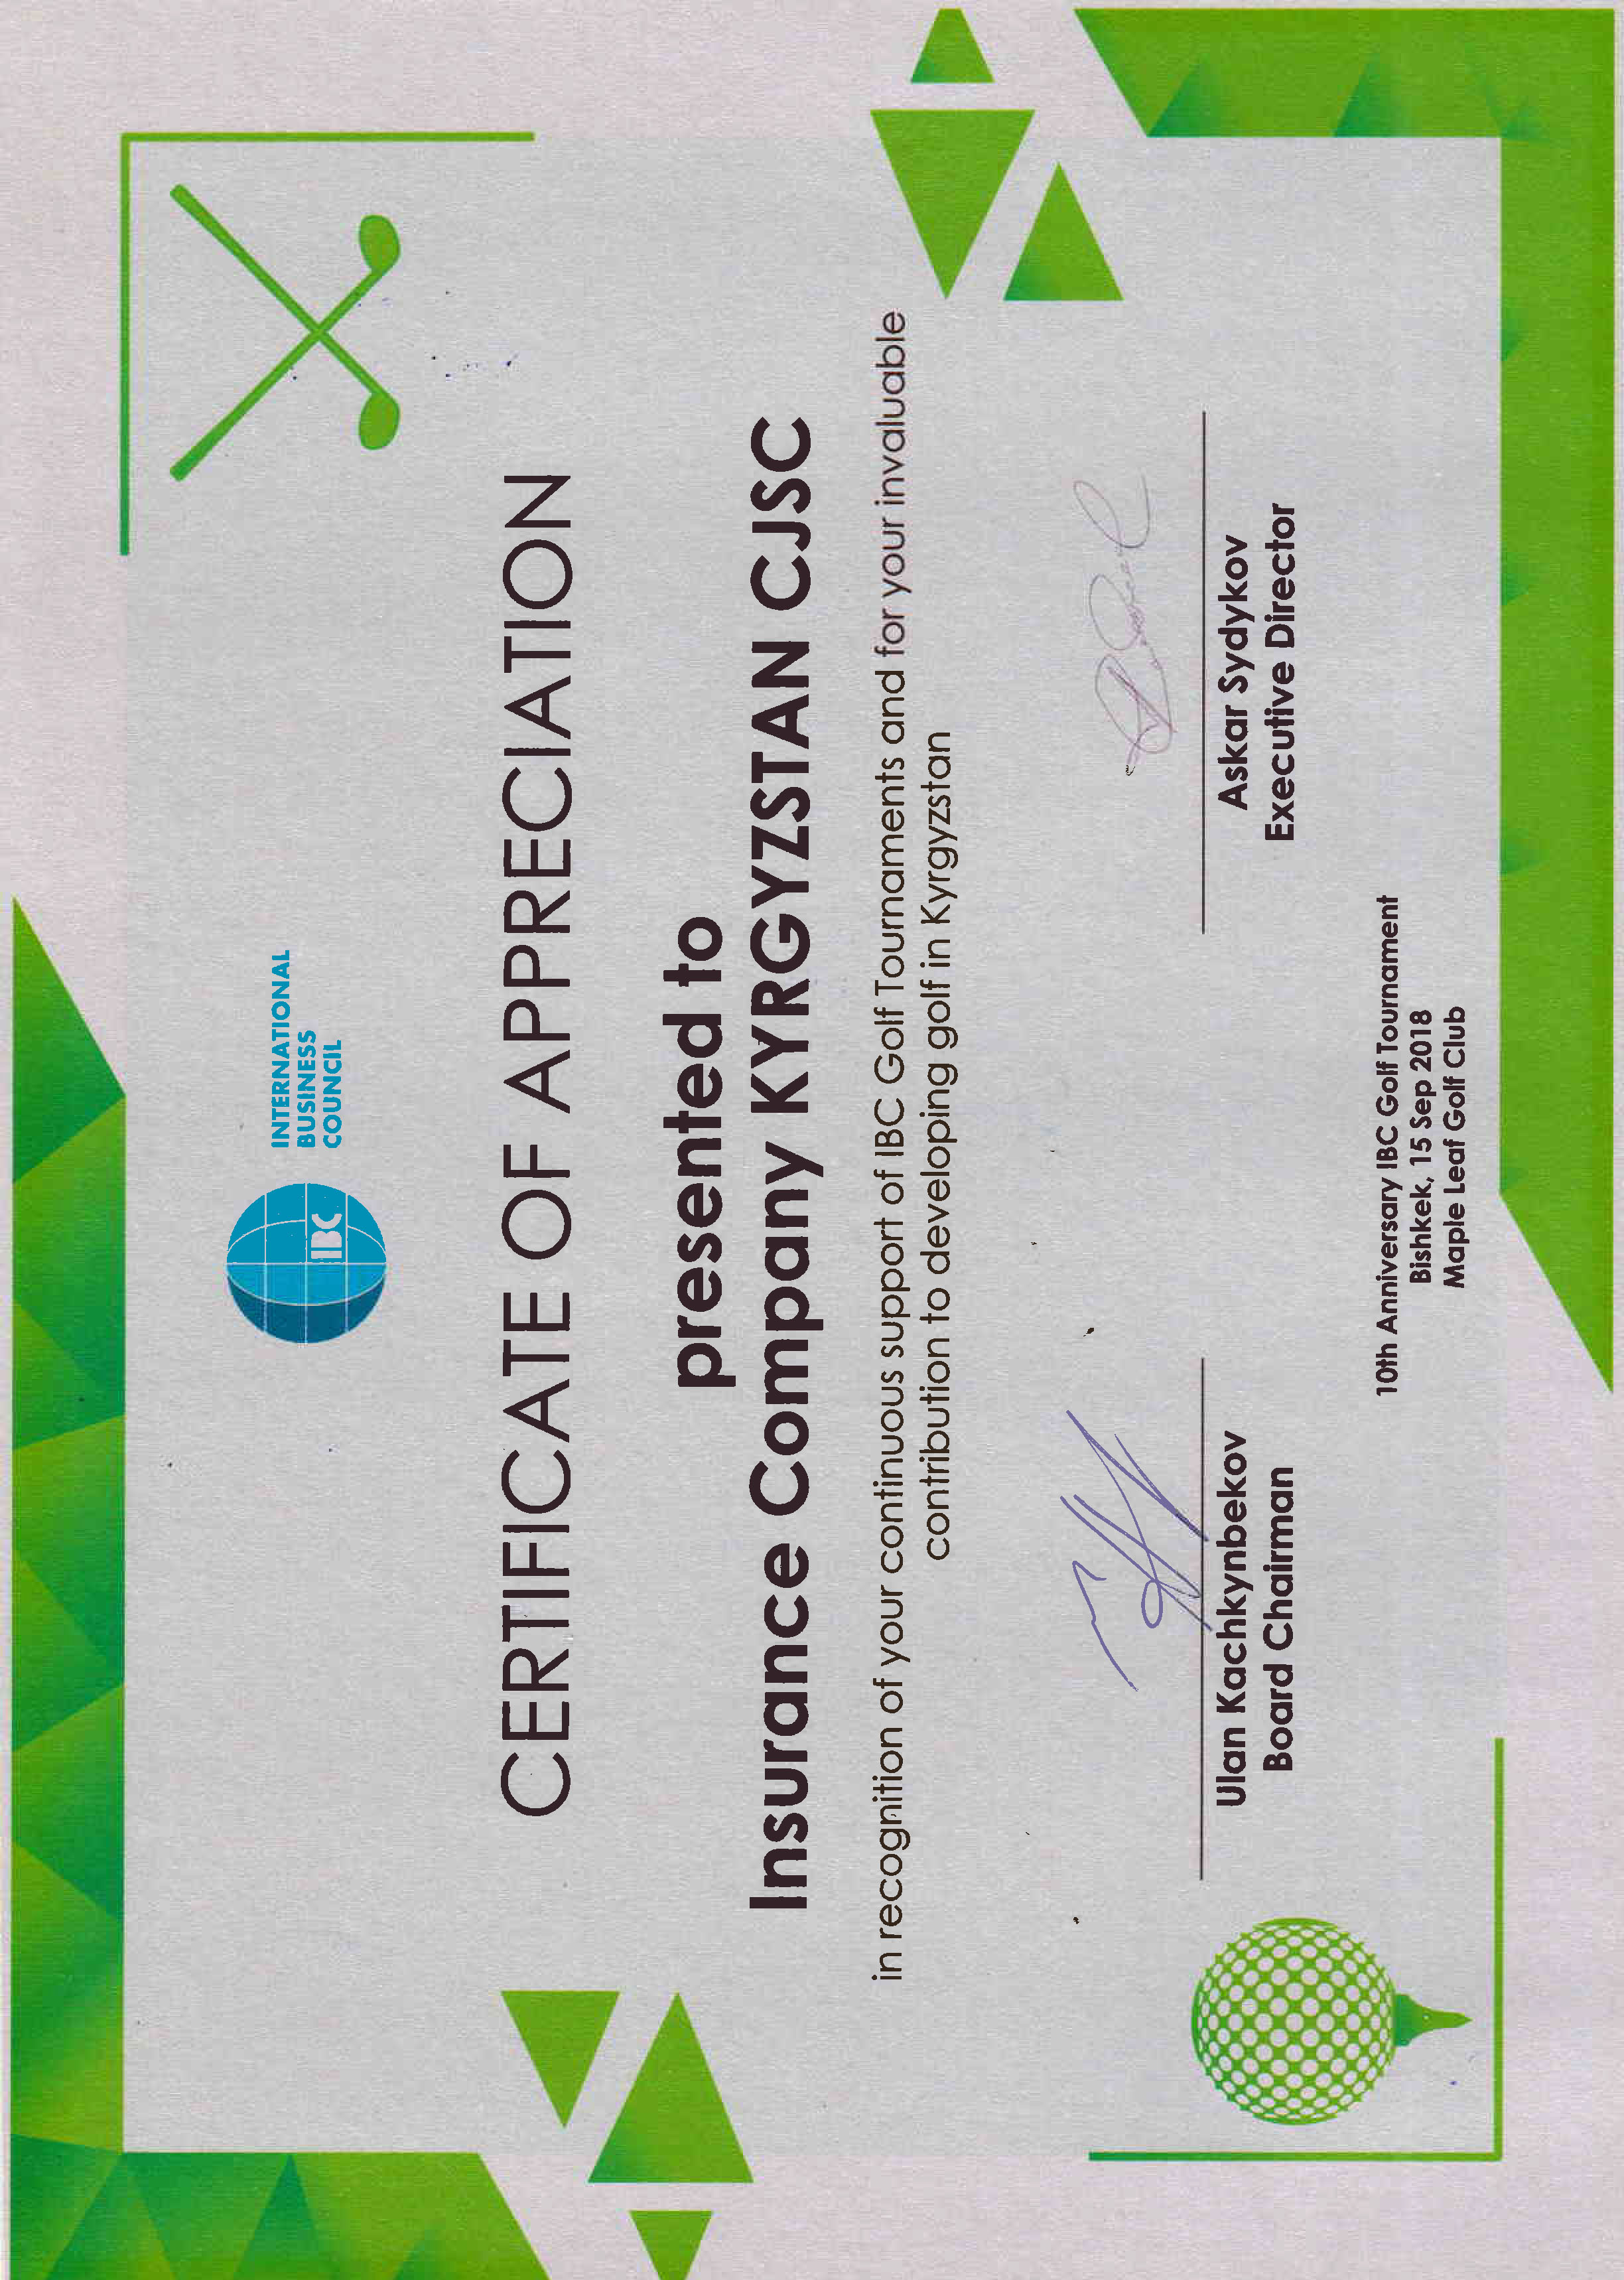 IBC
INTERNATIONAL
BUSINESS
COUNCIL
CERTIFICATE OF APPRECIATION
presented to
Insurance Company KYRGYZSTAN CJSC
in recognition of your continuous support of IBC Golf Tournaments and for your invaluable
contribution to developing golf in Kyrgyzstan
Ulan Kachkynbekov
Board Chairman
Askar Sydykov
Executive Director
10th Anniversary IBC Golf Tournament
Bishkek, 15 Sep 2018
Maple Leaf Golf Club